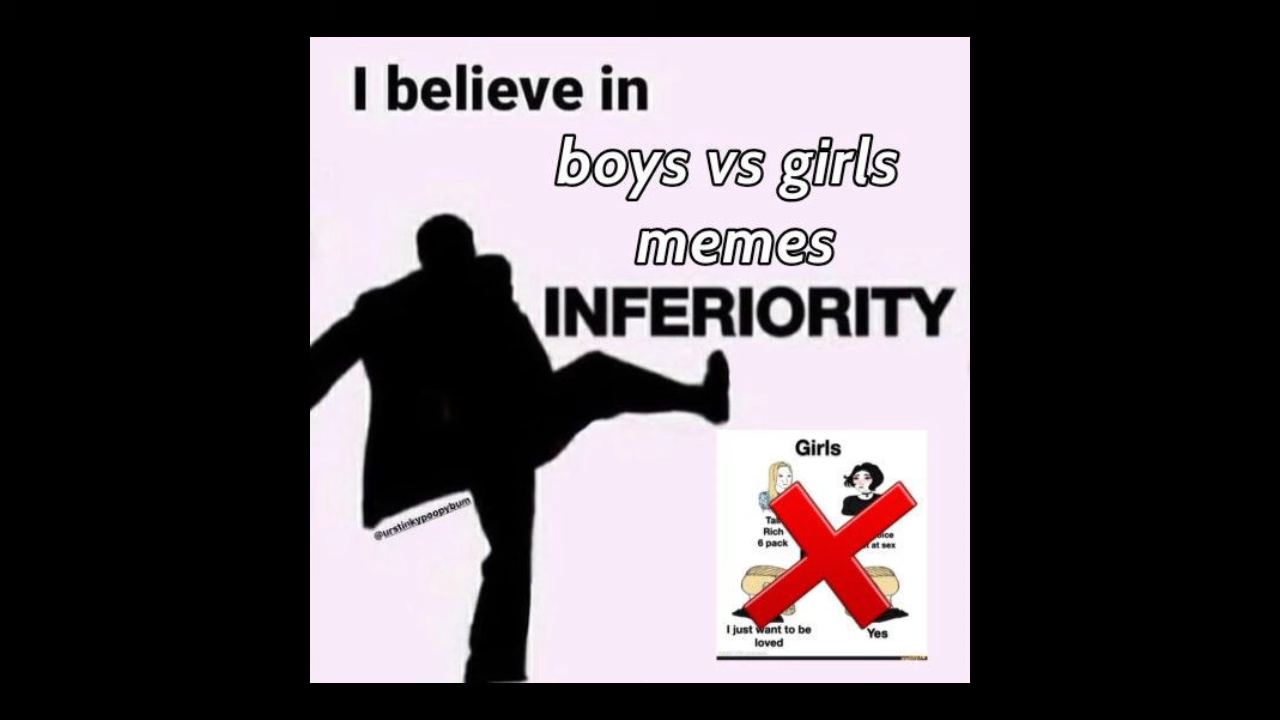 I believe in
boys vs girls
memes
INFERIORITY
@urstinkypoopybum
Girls
Rich
6 pack
at sex
I just want to be
loved
Yes